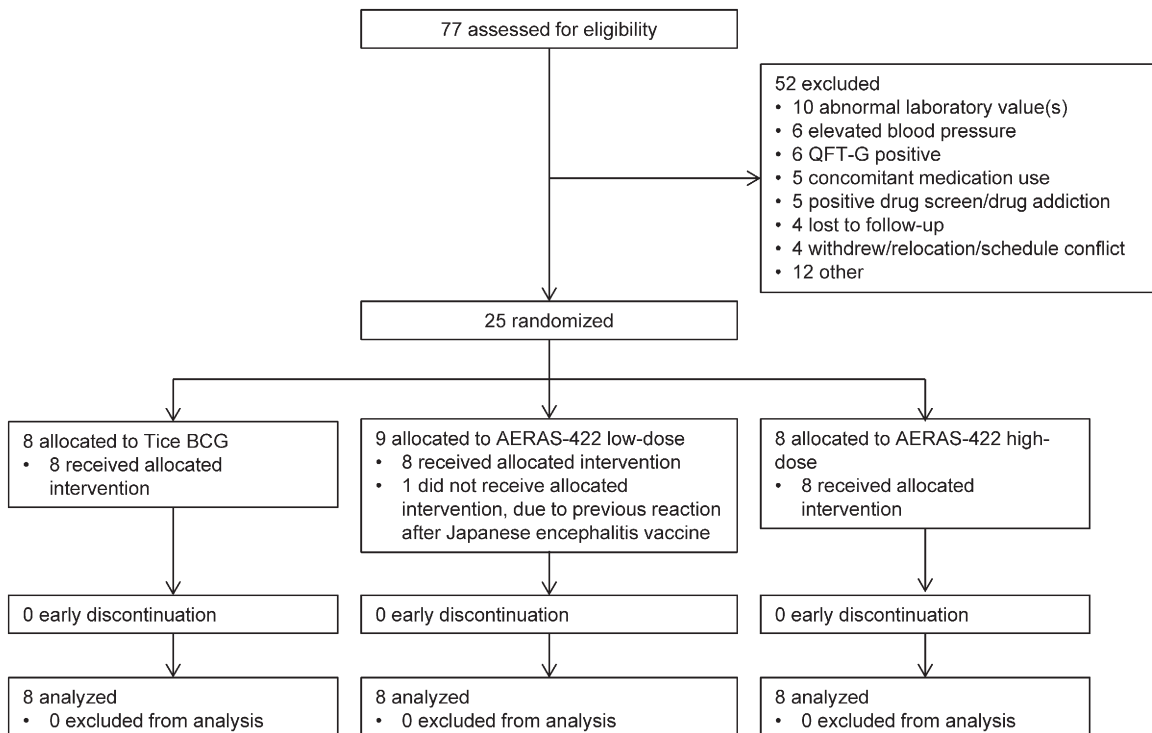 77 assessed for eligibility
52 excluded
• 10 abnormal laboratory value(s)
• 6 elevated blood pressure
• 6 QFT-G positive
• 5 concomitant medication use
• 5 positive drug screen/drug addiction
• 4 lost to follow-up
• 4 withdrew/relocation/schedule conflict
• 12 other
25 randomized
8 allocated to Tice BCG
• 8 received allocated
intervention
9 allocated to AERAS-422 low-dose
• 8 received allocated intervention
• 1 did not receive allocated
intervention, due to previous reaction
after Japanese encephalitis vaccine
8 allocated to AERAS-422 high-
dose
• 8 received allocated
intervention
0 early discontinuation
0 early discontinuation
0 early discontinuation
8 analyzed
• 0 excluded from analysis
8 analyzed
• 0 excluded from analysis
8 analyzed
• 0 excluded from analysis